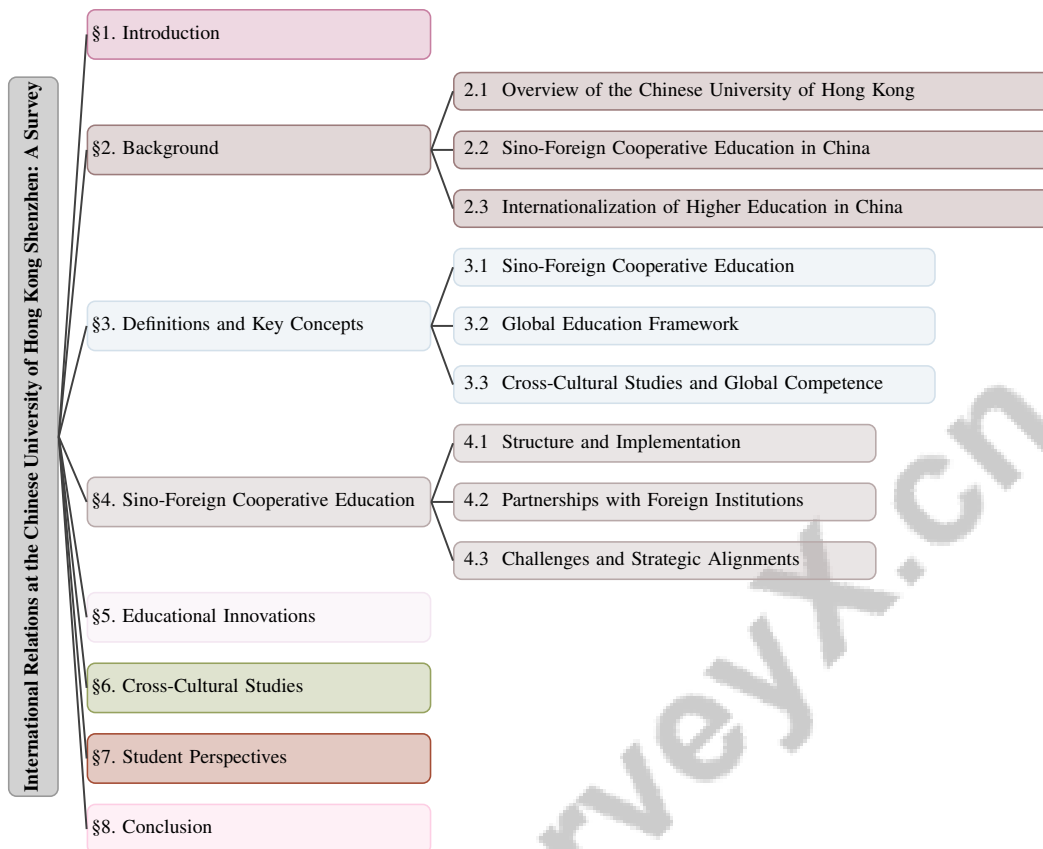 International Relations at the Chinese University of Hong Kong Shenzhen: A Survey
§1. Introduction
§2. Background
2.1 Overview of the Chinese University of Hong Kong
2.2 Sino-Foreign Cooperative Education in China
2.3 Internationalization of Higher Education in China
§3. Definitions and Key Concepts
3.1 Sino-Foreign Cooperative Education
3.2 Global Education Framework
3.3 Cross-Cultural Studies and Global Competence
§4. Sino-Foreign Cooperative Education
4.1 Structure and Implementation
4.2 Partnerships with Foreign Institutions
4.3 Challenges and Strategic Alignments
§5. Educational Innovations
§6. Cross-Cultural Studies
§7. Student Perspectives
§8. Conclusion
rveyX.cn